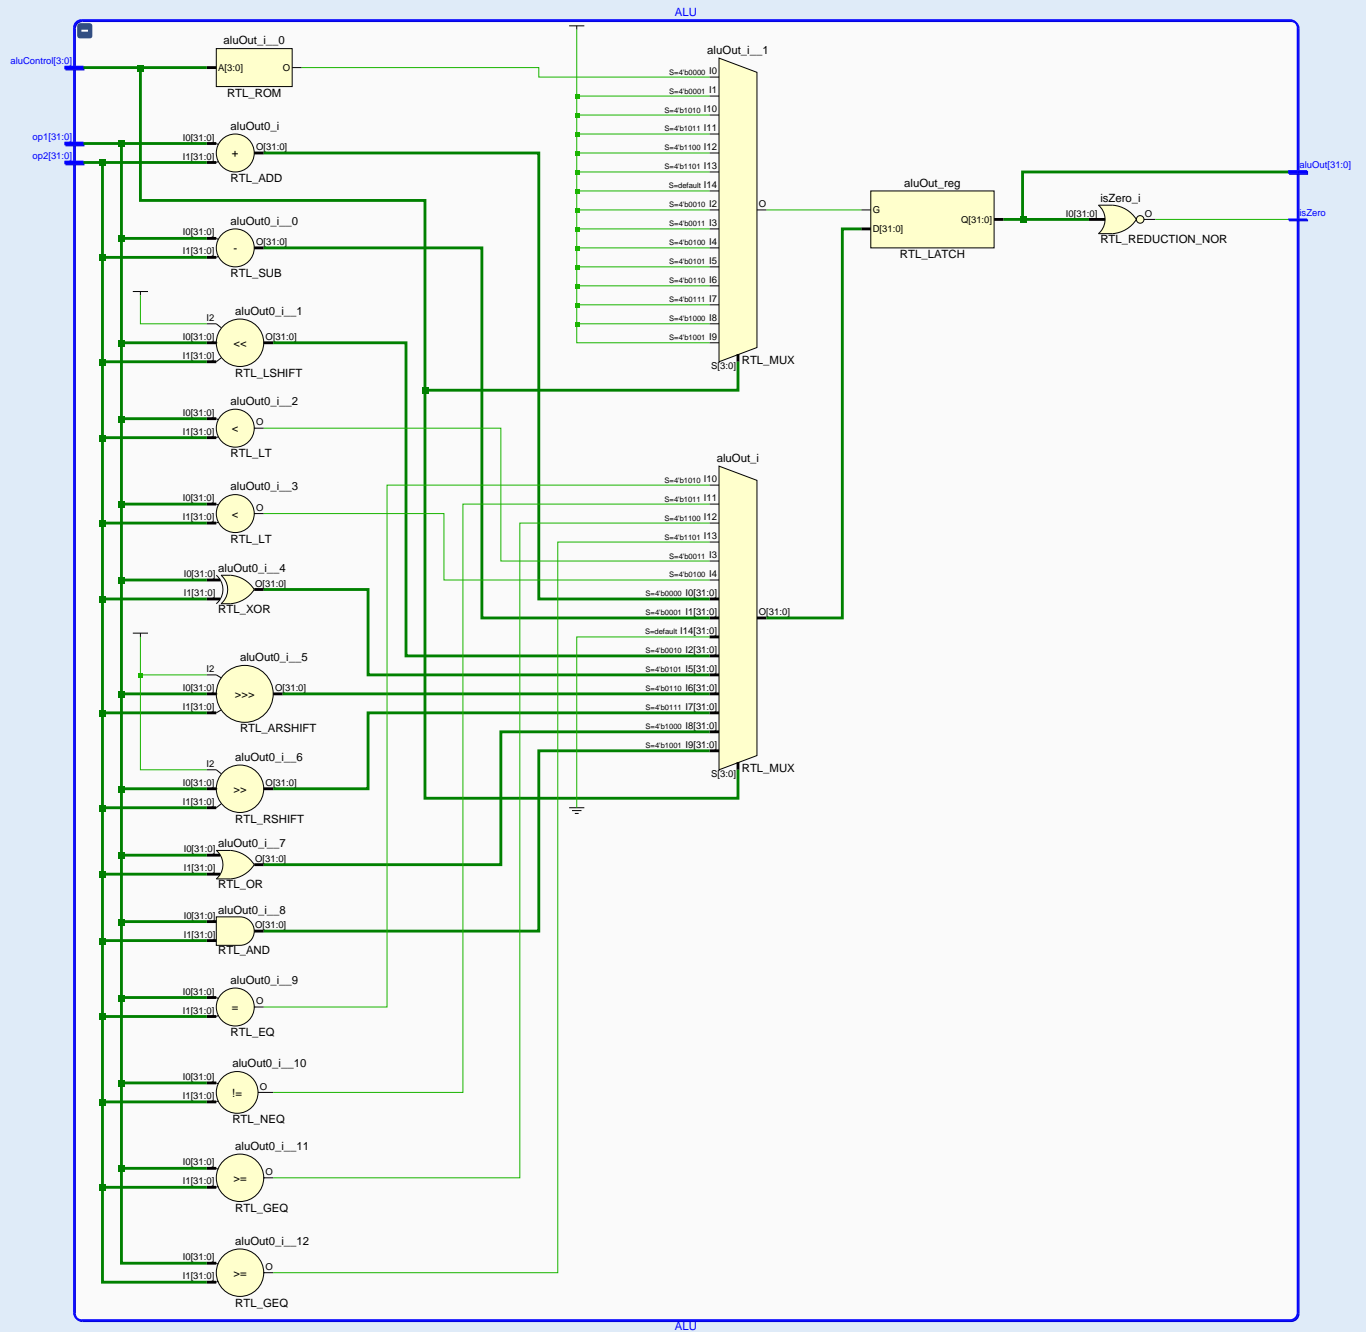 ALU
aluControl[3:0]
aluOut_i__0
A[3:0]
O
RTL_ROM
op1[31:0]
op2[31:0]
aluOut0_i
I0[31:0]
I1[31:0]
+
O[31:0]
RTL_ADD
aluOut0_i__0
I0[31:0]
I1[31:0]
-
O[31:0]
RTL_SUB
aluOut0_i__1
I2
I0[31:0]
I1[31:0]
<<
O[31:0]
RTL_LSHIFT
aluOut0_i__2
I0[31:0]
I1[31:0]
<
O
RTL_LT
aluOut0_i__3
I0[31:0]
I1[31:0]
<
O
RTL_LT
aluOut0_i__4
I0[31:0]
I1[31:0]
O[31:0]
RTL_XOR
aluOut0_i__5
I2
I0[31:0]
I1[31:0]
>>>
O[31:0]
RTL_ARSHIFT
aluOut0_i__6
I2
I0[31:0]
I1[31:0]
>>
O[31:0]
RTL_RSHIFT
aluOut0_i__7
I0[31:0]
I1[31:0]
O[31:0]
RTL_OR
aluOut0_i__8
I0[31:0]
I1[31:0]
O[31:0]
RTL_AND
aluOut0_i__9
I0[31:0]
I1[31:0]
=
O
RTL_EQ
aluOut0_i__10
I0[31:0]
I1[31:0]
!=
O
RTL_NEQ
aluOut0_i__11
I0[31:0]
I1[31:0]
>=
O
RTL_GEQ
aluOut0_i__12
I0[31:0]
I1[31:0]
>=
O
RTL_GEQ
aluOut_i__1
S=4'b0000 I0
S=4'b0001 I1
S=4'b1010 I10
S=4'b1011 I11
S=4'b1100 I12
S=4'b1101 I13
S=default I14
S=4'b0010 I2
S=4'b0011 I3
S=4'b0100 I4
S=4'b0101 I5
S=4'b0110 I6
S=4'b0111 I7
S=4'b1000 I8
S=4'b1001 I9
O
S[3:0]
RTL_MUX
aluOut_i
S=4'b1010 I10
S=4'b1011 I11
S=4'b1100 I12
S=4'b1101 I13
S=4'b0011 I3
S=4'b0100 I4
S=4'b0000 I0[31:0]
S=4'b0001 I1[31:0]
S=default I14[31:0]
S=4'b0010 I2[31:0]
S=4'b0101 I5[31:0]
S=4'b0110 I6[31:0]
S=4'b0111 I7[31:0]
S=4'b1000 I8[31:0]
S=4'b1001 I9[31:0]
O[31:0]
S[3:0]
RTL_MUX
aluOut_reg
G
D[31:0]
Q[31:0]
RTL_LATCH
isZero_i
I0[31:0]
O
RTL_REDUCTION_NOR
aluOut[31:0]
isZero
ALU